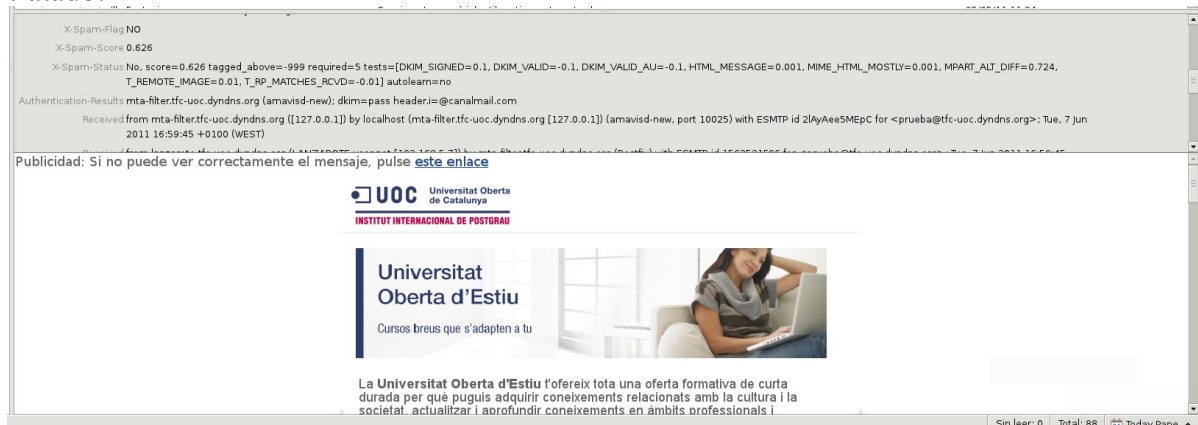 X-Spam-Flag NO
X-Spam-Score 0.626
X-Spam-Status No, score=0.626 tagged_above=-999 required=5 tests=[DKIM_SIGNED=0.1, DKIM_VALID=-0.1, DKIM_VALID_AU=-0.1, HTML_MESSAGE=0.001, MIME_HTML_MOSTLY=0.001, MPART_ALT_DIFF=0.724,
T_REMOTE_IMAGE=0.01, T_RP_MATCHES_RCVD=-0.01] autolearn=no
Authentication-Results mta-filter.tfc-uoc.dyndns.org (amavisd-new); dkim=pass header.i=@canalmail.com
Received from mta-filter.tfc-uoc.dyndns.org ([127.0.0.1]) by localhost (mta-filter.tfc-uoc.dyndns.org [127.0.0.1]) (amavisd-new, port 10025) with ESMTP id 2lAyAee5MEpC for <prueba@tfc-uoc.dyndns.org>; Tue, 7 Jun
2011 16:59:45 +0100 (WEST)
Publicidad: Si no puede ver correctamente el mensaje, pulse este enlace
UOC Universitat Oberta
de Catalunya
INSTITUT INTERNACIONAL DE POSTGRAU
Universitat
Oberta d'Estiu
Cursos breus que s'adapten a tu
La Universitat Oberta d'Estiu t'ofereix tota una oferta formativa de curta
durada per què puguis adquirir coneixements relacionats amb la cultura i la
societat, actualitzar i aprofundir coneixements en àmbits professionals i
Sin leer: 0 Total: 88 Today Pane